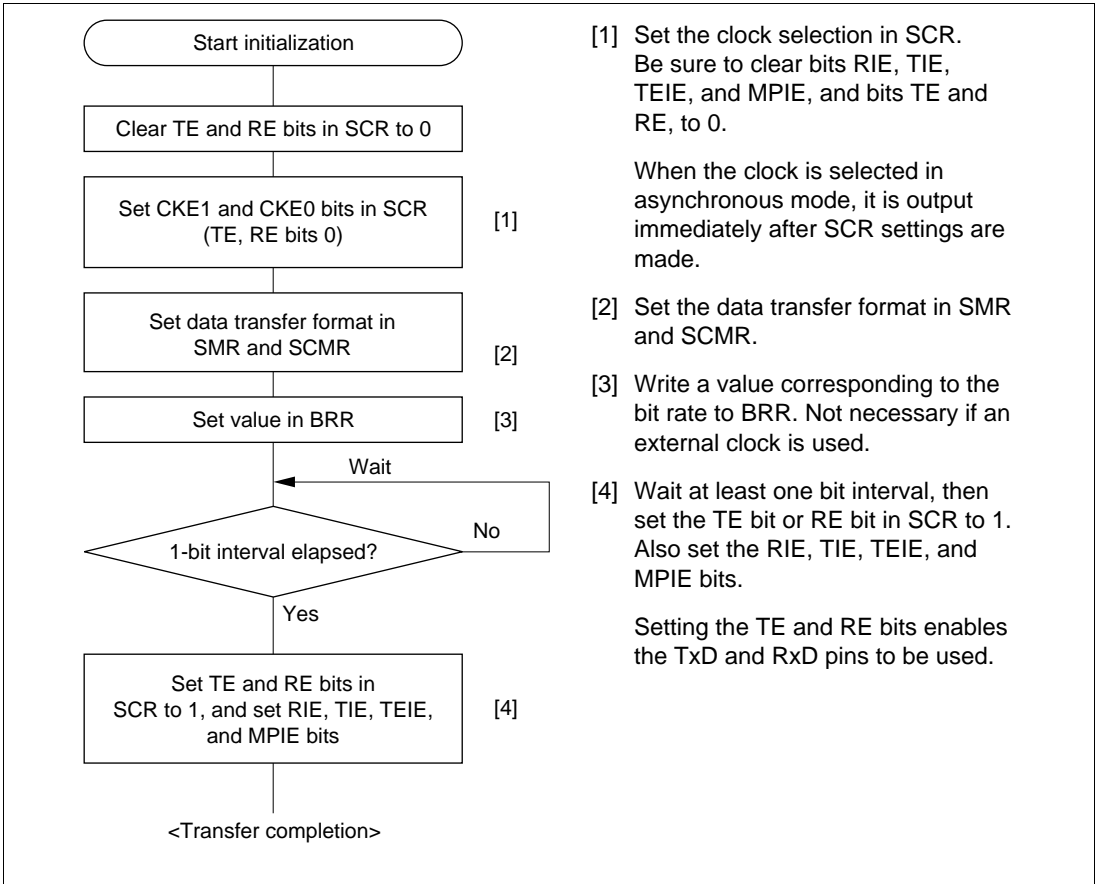 Start initialization
Clear TE and RE bits in SCR to 0
Set CKE1 and CKE0 bits in SCR
(TE, RE bits 0)
[1]
Set data transfer format in
SMR and SCMR
[2]
Set value in BRR
[3]
Wait
No
1-bit interval elapsed?
Yes
Set TE and RE bits in
SCR to 1, and set RIE, TIE, TEIE,
and MPIE bits
[4]
<Transfer completion>
[1] Set the clock selection in SCR.
Be sure to clear bits RIE, TIE,
TEIE, and MPIE, and bits TE and
RE, to 0.
When the clock is selected in
asynchronous mode, it is output
immediately after SCR settings are
made.
[2] Set the data transfer format in SMR
and SCMR.
[3] Write a value corresponding to the
bit rate to BRR. Not necessary if an
external clock is used.
[4] Wait at least one bit interval, then
set the TE bit or RE bit in SCR to 1.
Also set the RIE, TIE, TEIE, and
MPIE bits.
Setting the TE and RE bits enables
the TxD and RxD pins to be used.